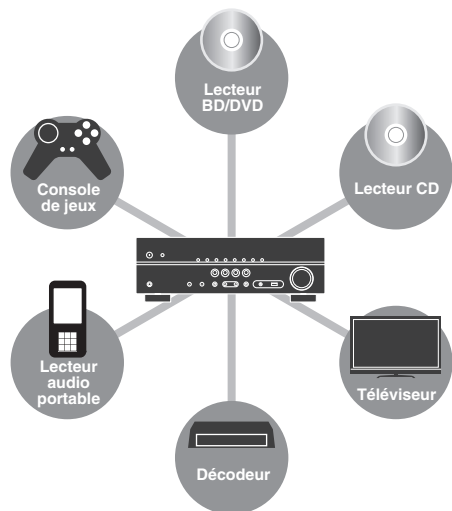 Lecteur
BD/DVD
Console
de jeux
Lecteur CD
Lecteur
audio
portable
Téléviseur
Décodeur